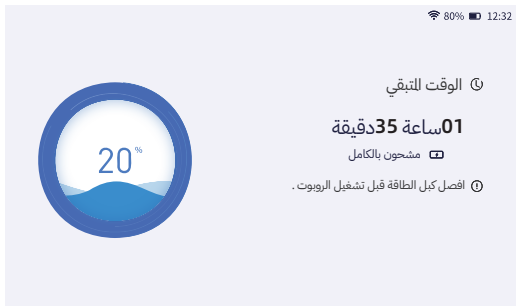 80% 12:32
الوقت المتبقي
01ساعة 35دقيقة
مشحون بالكامل
افصل كبل الطاقة قبل تشغيل الروبوت .
20%